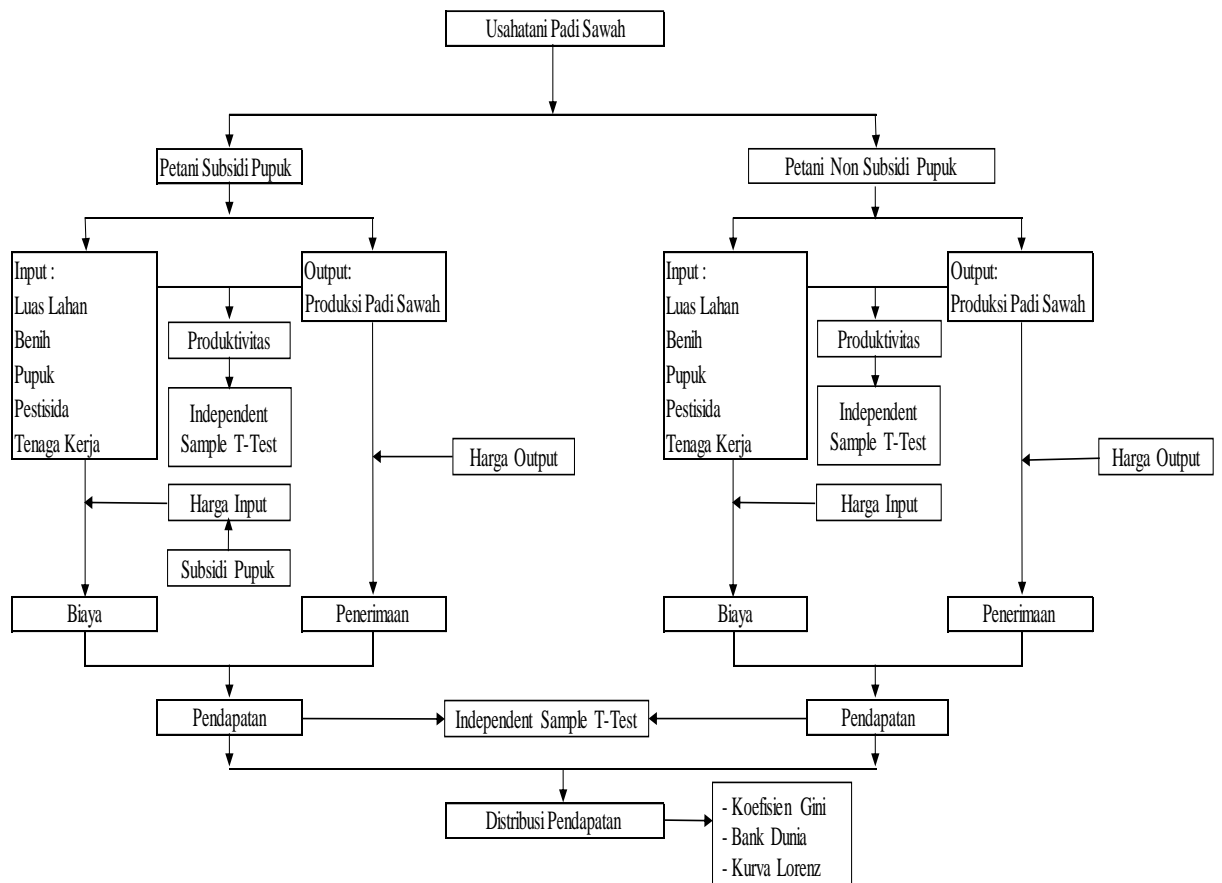 Usahatani Padi Sawah
Petani Subsidi Pupuk
Petani Non Subsidi Pupuk
Input :
Luas Lahan
Benih
Pupuk
Pestisida
Tenaga Kerja
Output:
Produksi Padi Sawah
Produktivitas
Independent
Sample T-Test
Harga Output
Harga Input
Subsidi Pupuk
Biaya
Penerimaan
Pendapatan
Input :
Luas Lahan
Benih
Pupuk
Pestisida
Tenaga Kerja
Output:
Produksi Padi Sawah
Produktivitas
Independent
Sample T-Test
Harga Output
Harga Input
Biaya
Penerimaan
Pendapatan
Independent Sample T-Test
Distribusi Pendapatan
- Koefisien Gini
- Bank Dunia
- Kurva Lorenz